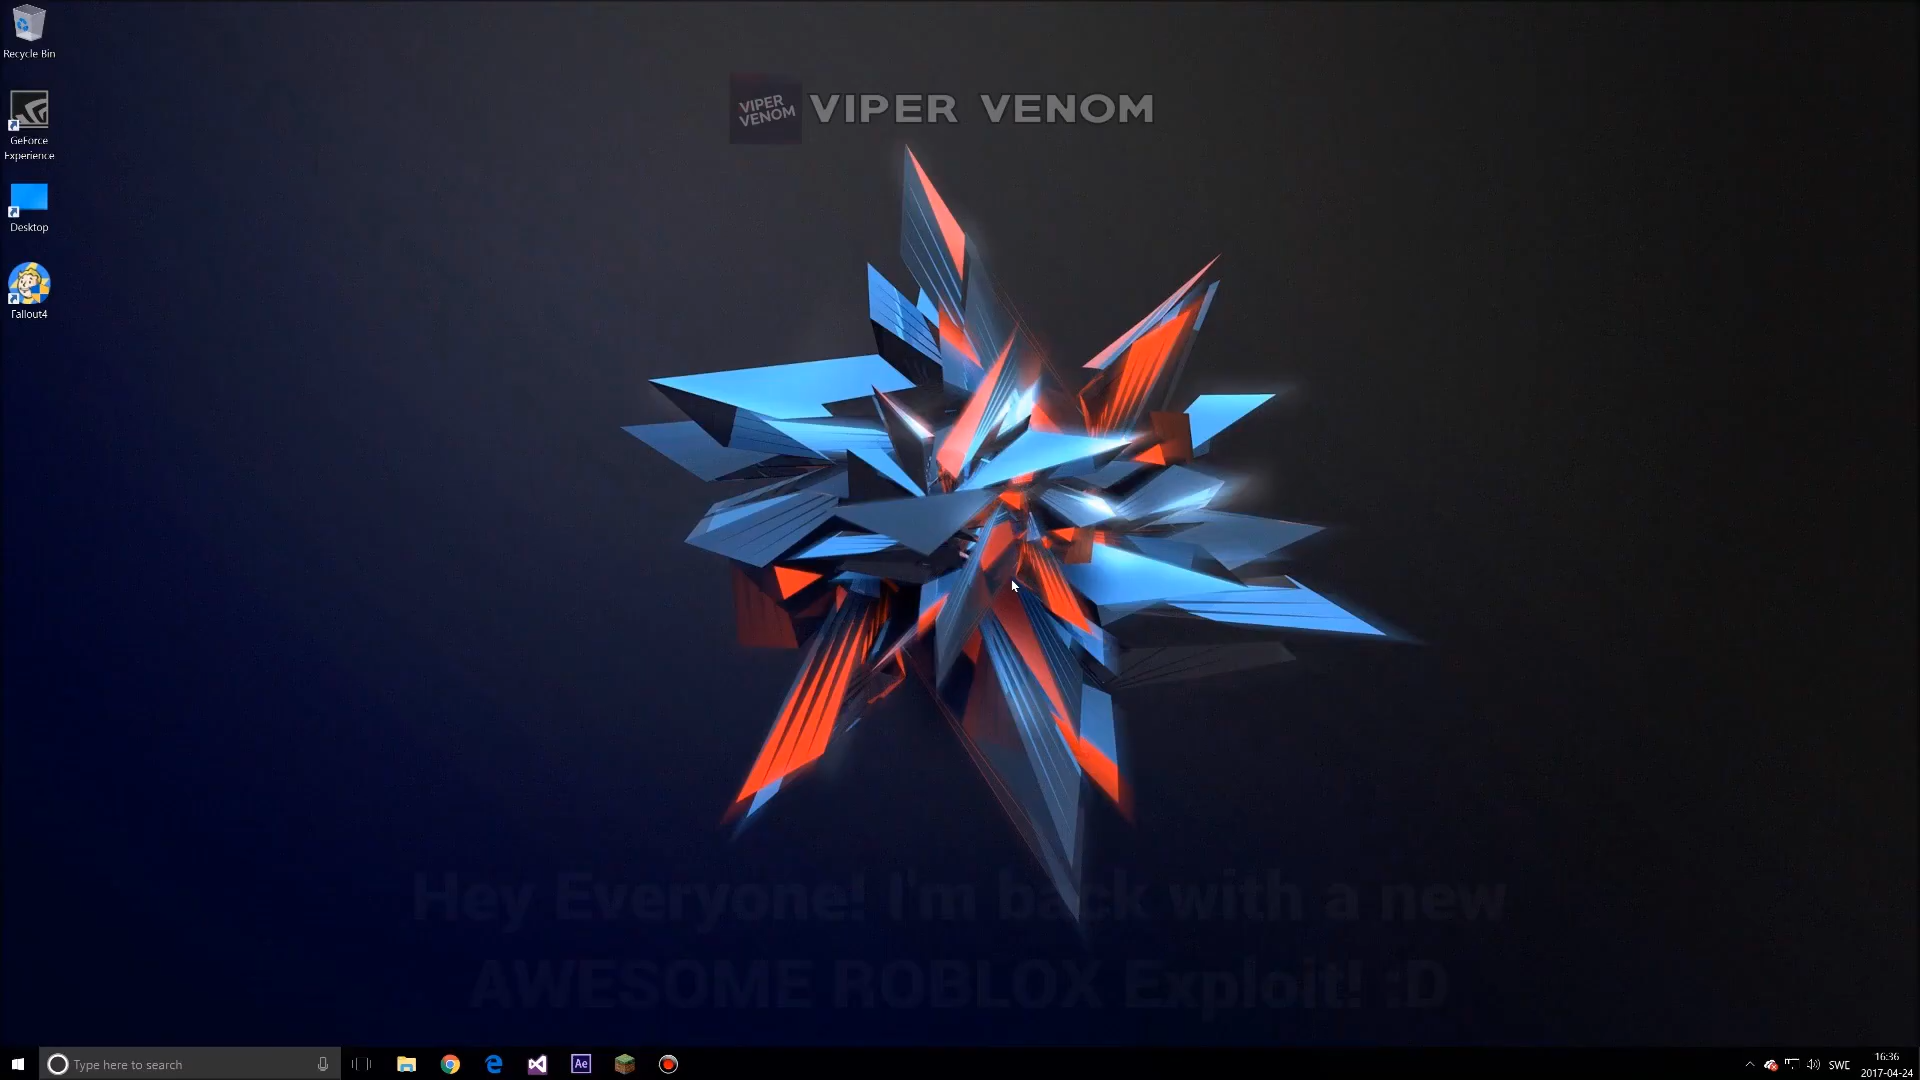 Recycle Bin
VIPER
VENOM
VIPER VENOM
GeForce
Experience
Desktop
Fallout4
Hey Everyone! I'm back with a new
AWESOME ROBLOX Exploit! :D
Type here to search
Ae
SWE
16:36
2017-04-24